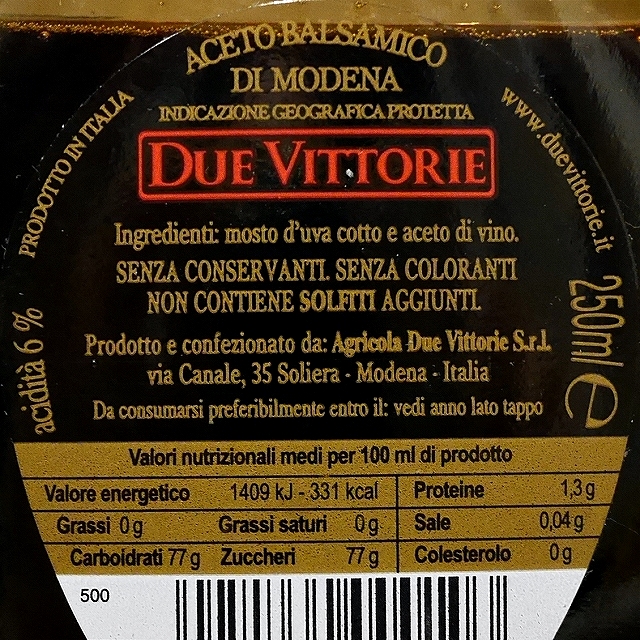 ACETO BALSAMICO
DI MODENA
INDICAZIONE GEOGRAFICA PROTETTA
PRODOTTO IN ITALIA
www.duevittorie.it
DUE VITTORIE
Ingredienti: mosto d'uva cotto e aceto di vino.
SENZA CONSERVANTI. SENZA COLORANTI
NON CONTIENE SOLFITI AGGIUNTI.
acidità 6 %
250ml e
Prodotto e confezionato da: Agricola Due Vittorie S.r.l.
via Canale, 35 Soliera - Modena - Italia
Da consumarsi preferibilmente entro il: vedi anno lato tappo
Valori nutrizionali medi per 100 ml di prodotto
Valore energetico 1409 kJ - 331 kcal Proteine 1,3 g
Grassi 0 g Grassi saturi 0 g Sale 0,04 g
Carboidrati 77 g Zuccheri 77 g Colesterolo 0 g
500